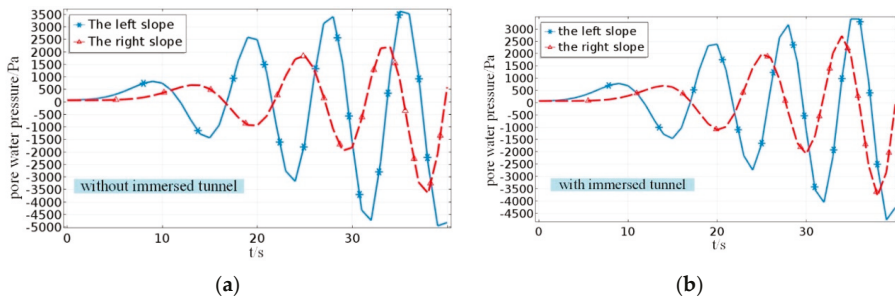 3500
3000
2500
2000
1500
1000
500
0
-500
-1000
-1500
-2000
-2500
-3000
-3500
-4000
-4500
-5000
pore water pressure/Pa
The left slope
The right slope
without immersed tunnel
0 10 20 30
t/s
(a)
3000
2500
2000
1500
1000
500
0
-500
-1000
-1500
-2000
-2500
-3000
-3500
-4000
-4500
pore water pressure/Pa
the left slope
the right slope
with immersed tunnel
0 10 20 30
t/s
(b)